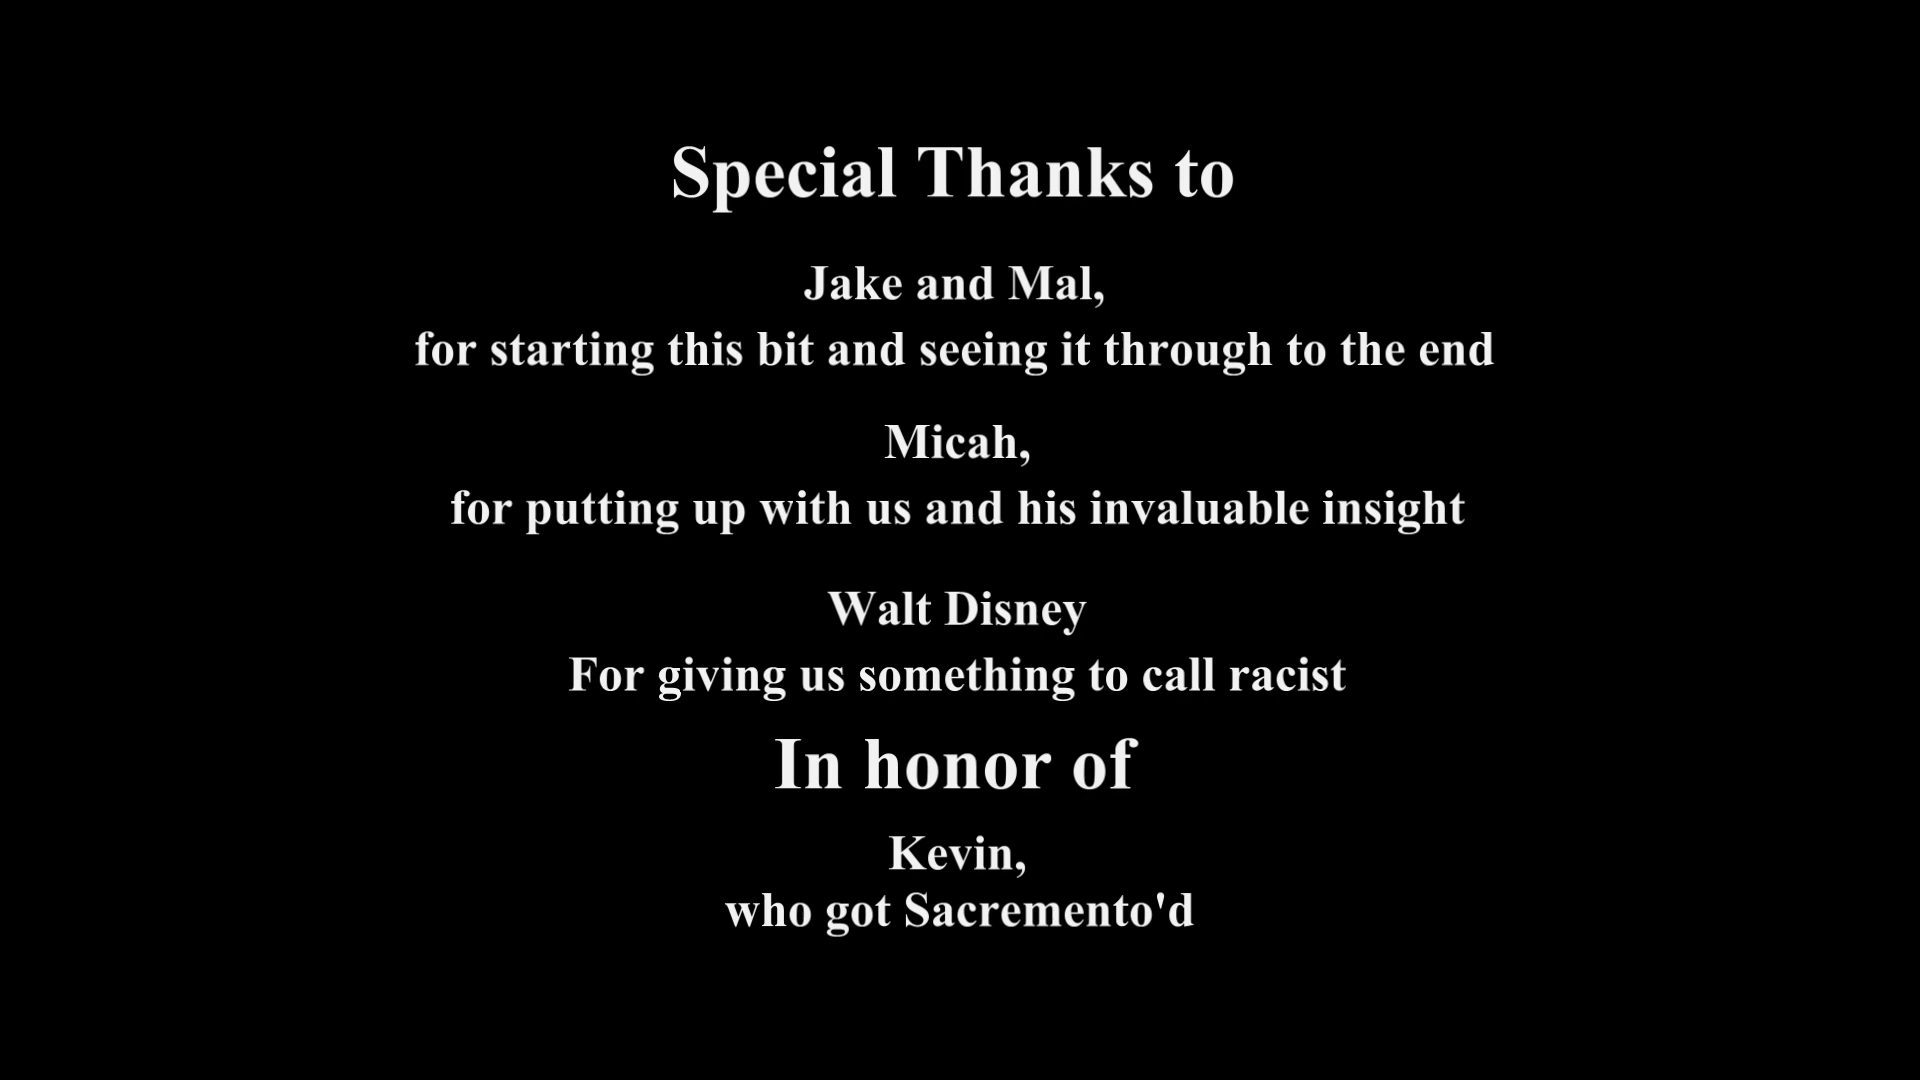 Special Thanks to
Jake and Mal,
for starting this bit and seeing it through to the end
Micah,
for putting up with us and his invaluable insight
Walt Disney
For giving us something to call racist
In honor of
Kevin,
who got Sacremento'd